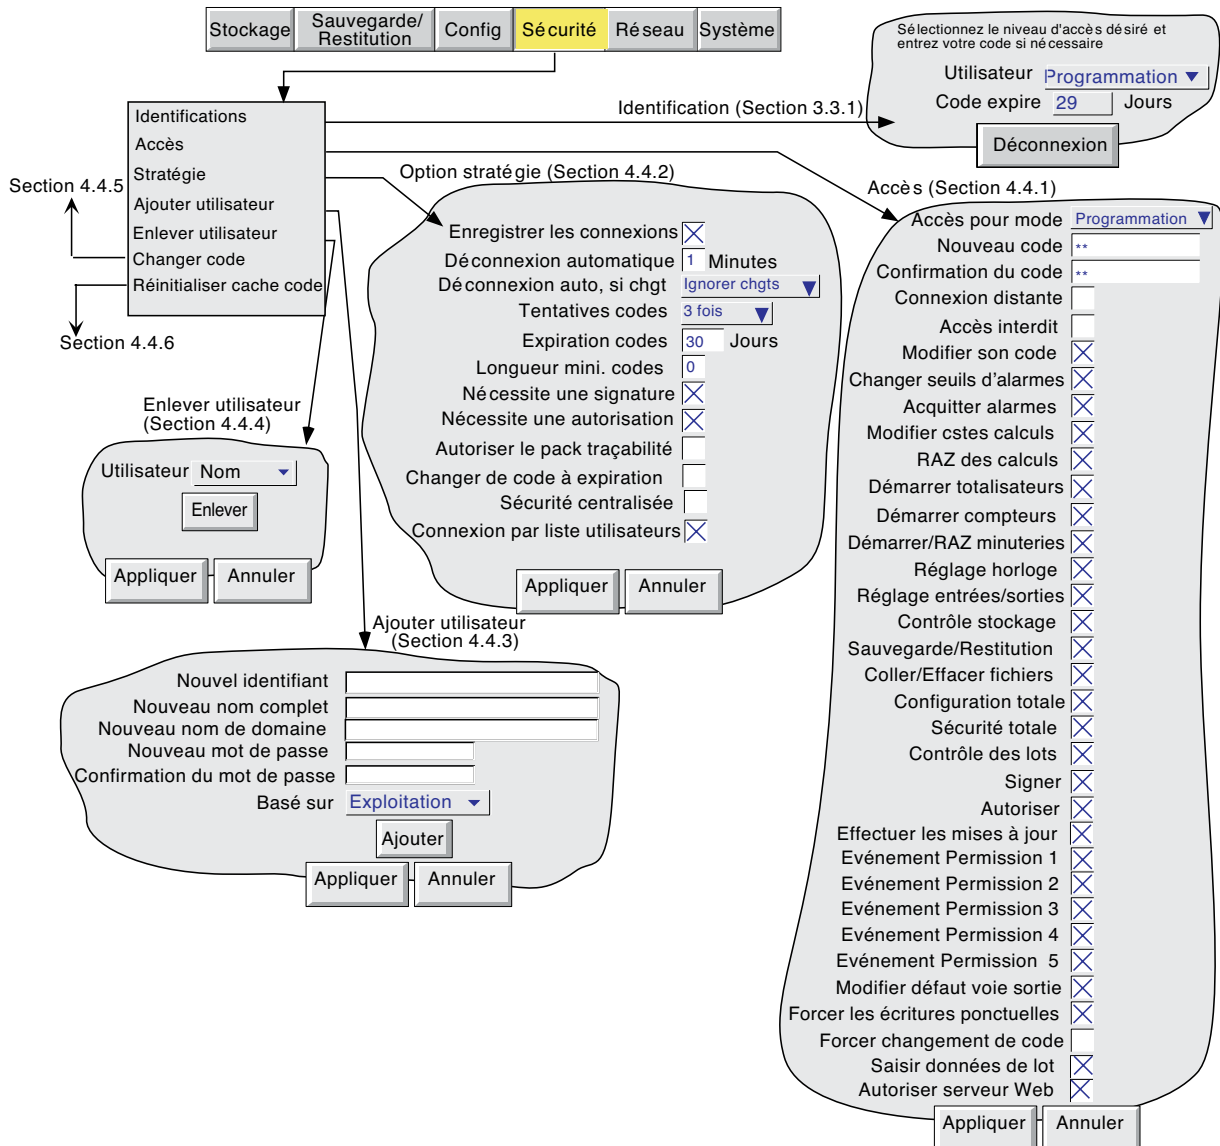 Stockage
Sauvegarde/
Restitution
Config
Sécurité
Réseau
Système
Sélectionnez le niveau d'accès désiré et
entrez votre code si nécessaire
Utilisateur Programmation
Code expire 29 Jours
Déconnexion
Identification (Section 3.3.1)
Identifications
Accès
Stratégie
Ajouter utilisateur
Enlever utilisateur
Changer code
Réinitialiser cache code
Section 4.4.5
Section 4.4.6
Option stratégie (Section 4.4.2)
Enregistrer les connexions
Déconnexion automatique 1 Minutes
Déconnexion auto, si chgt Ignorer chgts
Tentatives codes 3 fois
Expiration codes 30 Jours
Longueur mini. codes 0
Nécessite une signature
Nécessite une autorisation
Autoriser le pack traçabilité
Changer de code à expiration
Sécurité centralisée
Connexion par liste utilisateurs
Appliquer
Annuler
Enlever utilisateur
(Section 4.4.4)
Utilisateur Nom
Enlever
Appliquer
Annuler
Ajouter utilisateur
(Section 4.4.3)
Nouvel identifiant
Nouveau nom complet
Nouveau nom de domaine
Nouveau mot de passe
Confirmation du mot de passe
Basé sur Exploitation
Ajouter
Appliquer
Annuler
Accès (Section 4.4.1)
Accès pour mode Programmation
Nouveau code **
Confirmation du code **
Connexion distante
Accès interdit
Modifier son code
Changer seuils d'alarmes
Acquitter alarmes
Modifier cstes calculs
RAZ des calculs
Démarrer totalisateurs
Démarrer compteurs
Démarrer/RAZ minuteries
Réglage horloge
Réglage entrées/sorties
Contrôle stockage
Sauvegarde/Restitution
Coller/Effacer fichiers
Configuration totale
Sécurité totale
Contrôle des lots
Signer
Autoriser
Effectuer les mises à jour
Evénement Permission 1
Evénement Permission 2
Evénement Permission 3
Evénement Permission 4
Evénement Permission 5
Modifier défaut voie sortie
Forcer les écritures ponctuelles
Forcer changement de code
Saisir données de lot
Autoriser serveur Web
Appliquer
Annuler